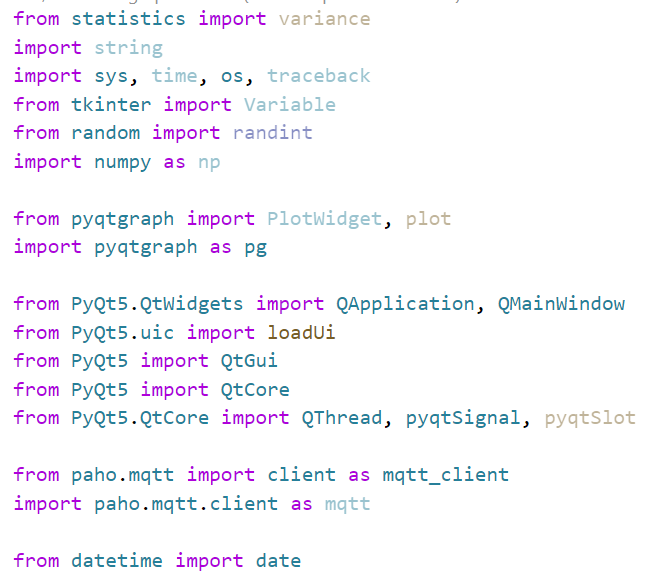 from statistics import variance
import string
import sys, time, os, traceback
from tkinter import Variable
from random import randint
import numpy as np
from pyqtgraph import PlotWidget, plot
import pyqtgraph as pg
from PyQt5.QtWidgets import QApplication, QMainWindow
from PyQt5.uic import loadUi
from PyQt5 import QtGui
from PyQt5 import QtCore
from PyQt5.QtCore import QThread, pyqtSignal, pyqtSlot
from paho.mqtt import client as mqtt_client
import paho.mqtt.client as mqtt
from datetime import date